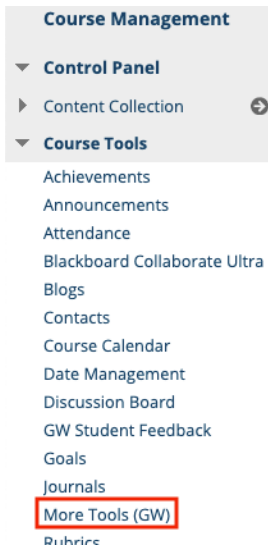 Course Management
Control Panel
Content Collection
Course Tools
Achievements
Announcements
Attendance
Blackboard Collaborate Ultra
Blogs
Contacts
Course Calendar
Date Management
Discussion Board
GW Student Feedback
Goals
Journals
More Tools (GW)
Rubrics